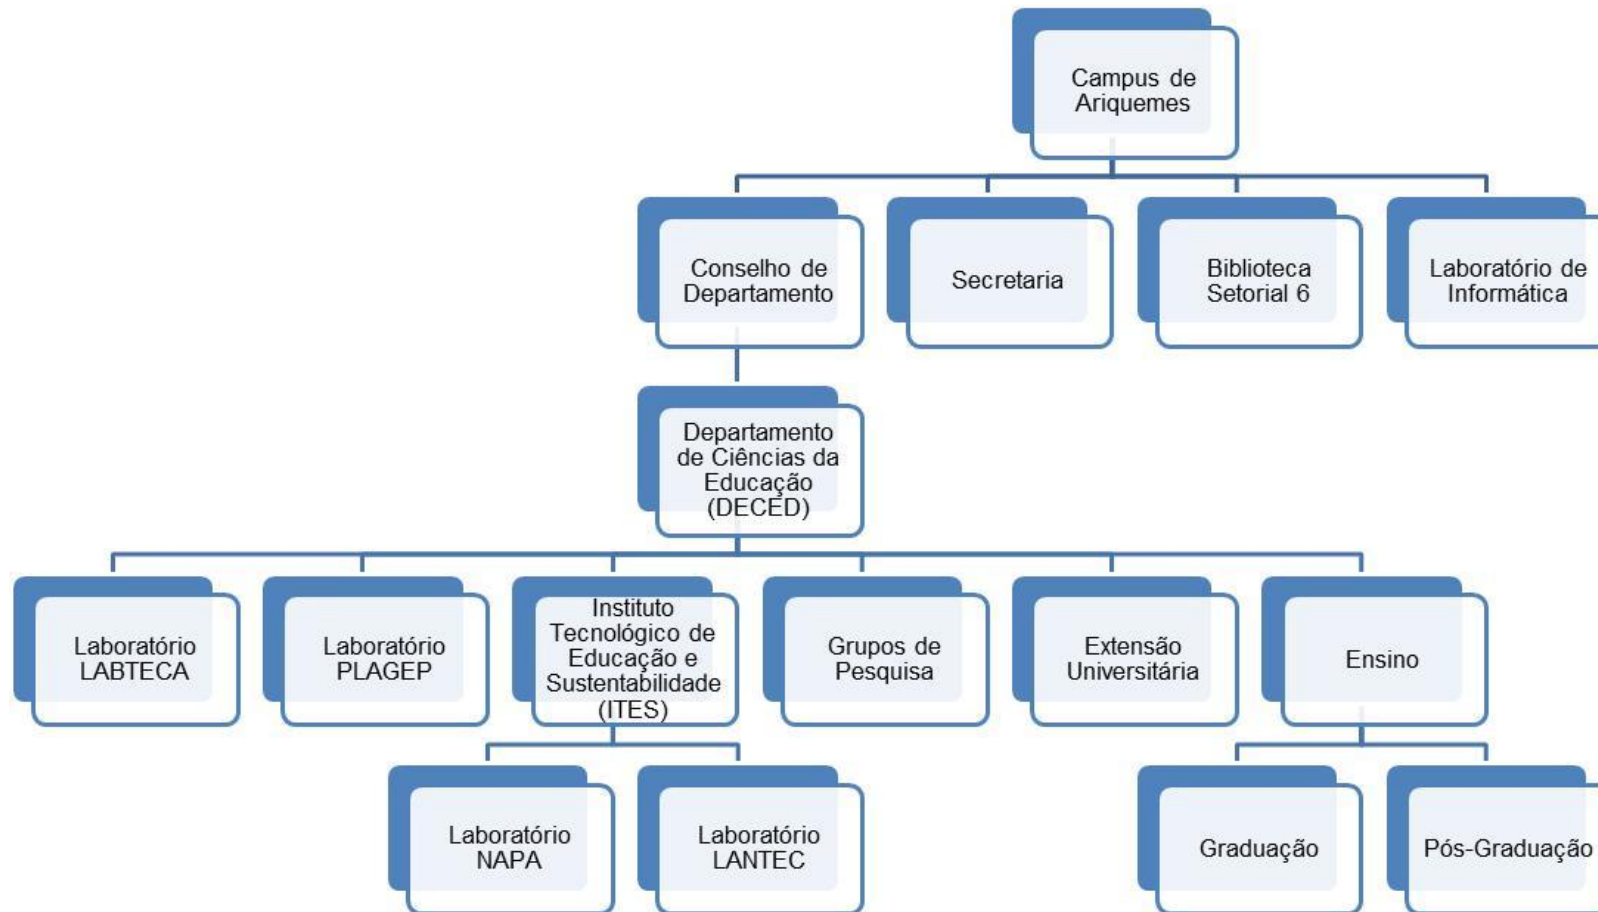 Campus de
Ariquemes
Conselho de
Departamento
Secretaria
Biblioteca
Setorial 6
Laboratório de
Informática
Departamento
de Ciências da
Educação
(DECED)
Laboratório
LABTECA
Laboratório
PLAGEP
Instituto
Tecnológico de
Educação e
Sustentabilidade
(ITES)
Grupos de
Pesquisa
Extensão
Universitária
Ensino
Laboratório
NAPA
Laboratório
LANTEC
Graduação
Pós-Graduação